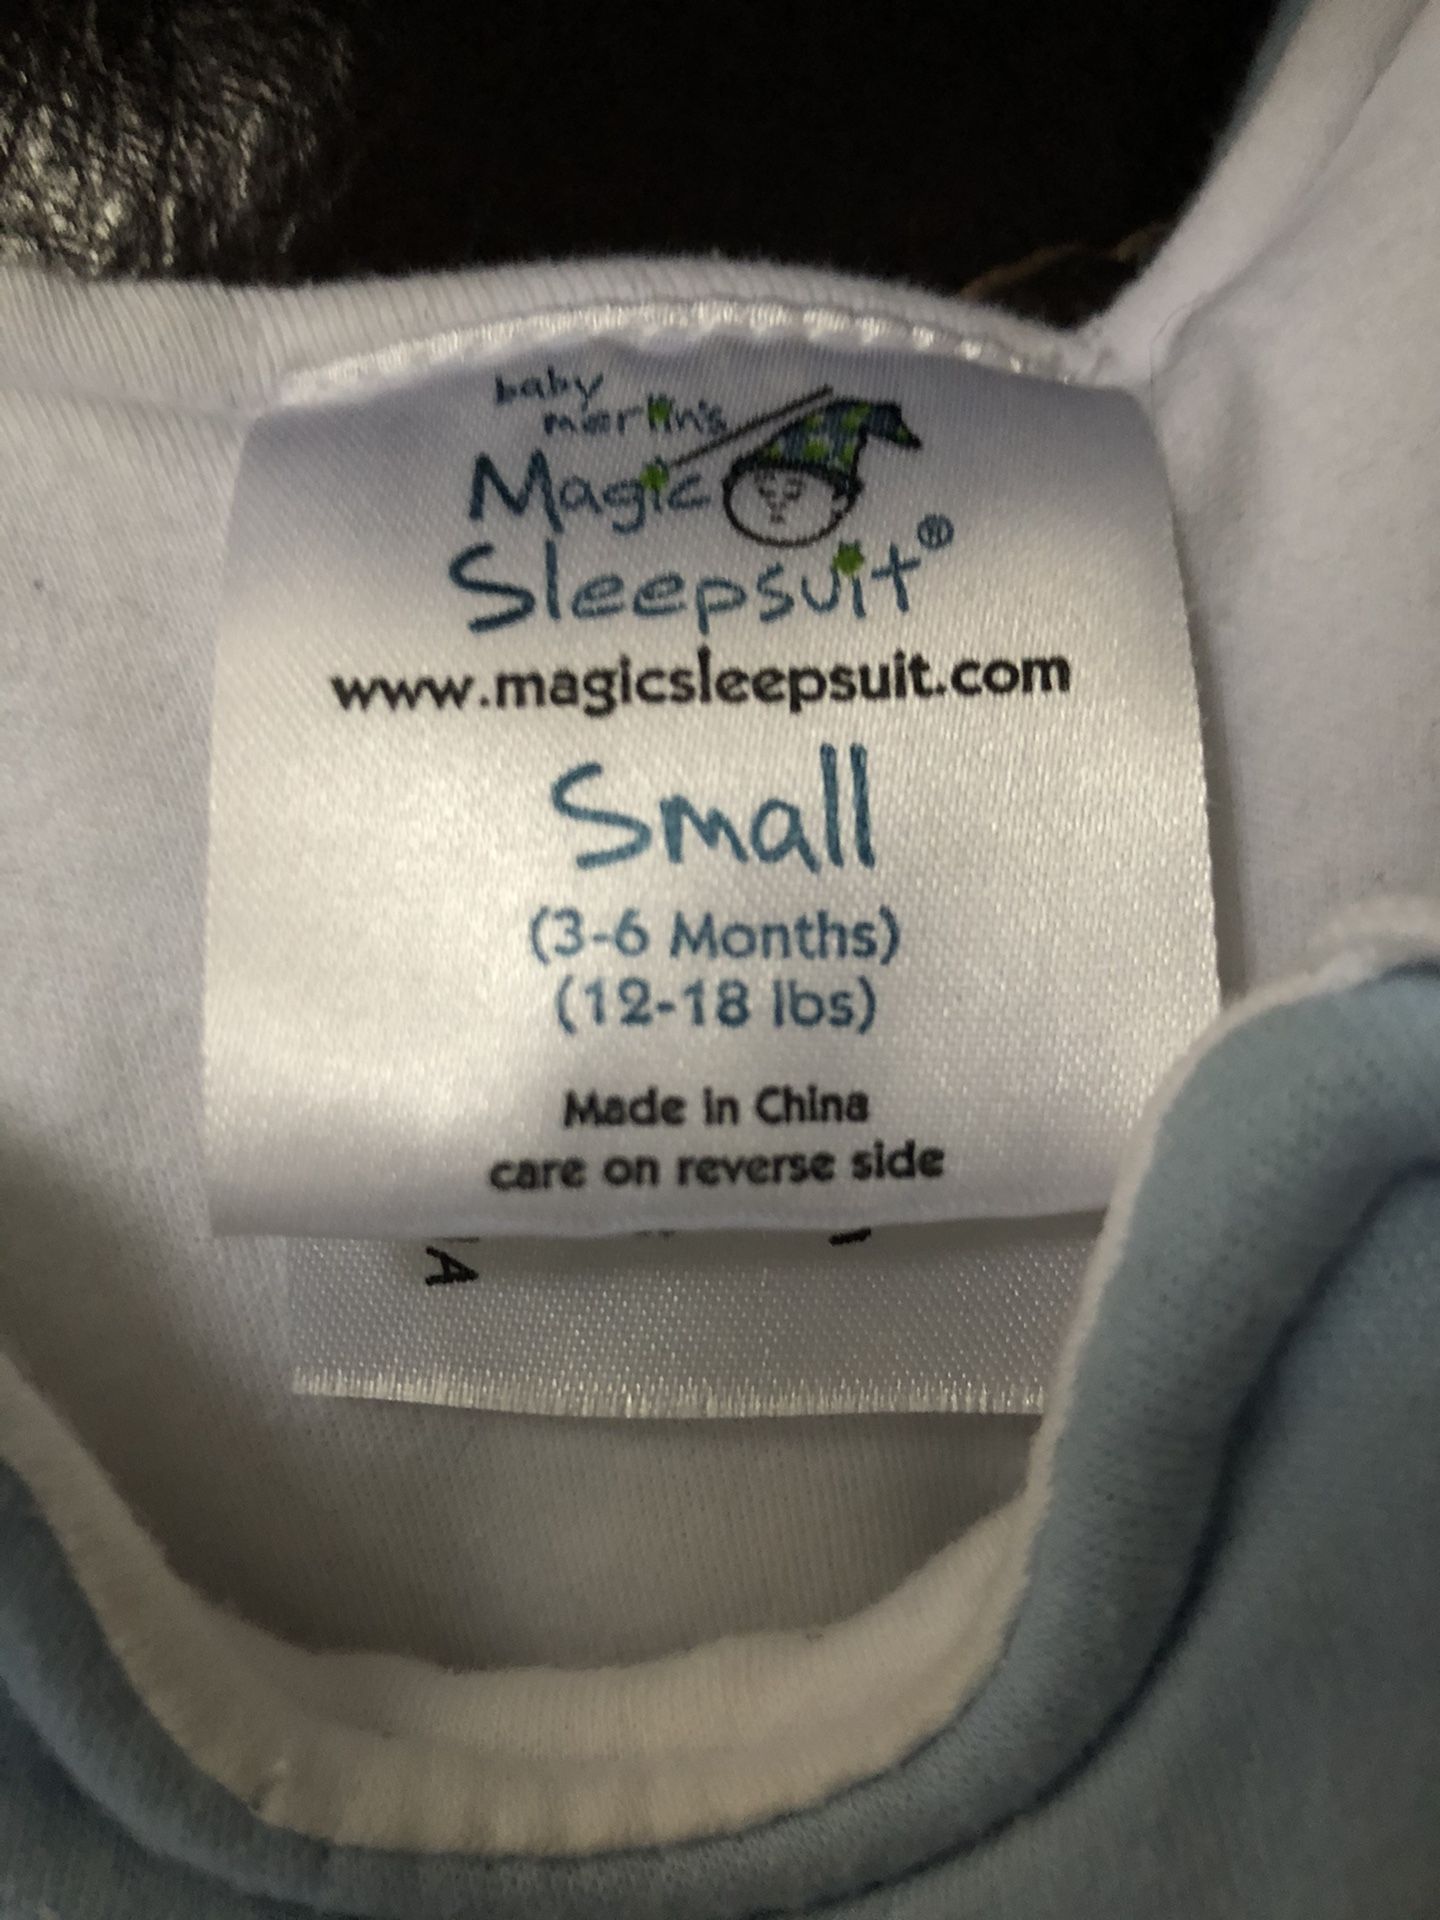 baby
merlin's
Magic
Sleepsuit®
www.magicsleepsuit.com
Small
(3-6 Months)
(12-18 lbs)
Made in China
care on reverse side
A